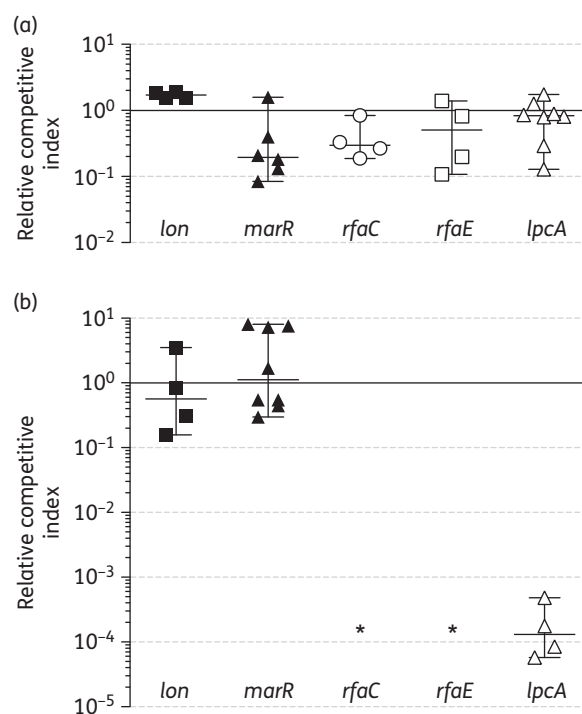 (a)
Relative competitive
index
10¹
10⁰
10⁻¹
10⁻²
lon marR rfaC rfaE lpcA
(b)
Relative competitive
index
10¹
10⁰
10⁻¹
10⁻²
10⁻³
10⁻⁴
10⁻⁵
* *
lon marR rfaC rfaE lpcA